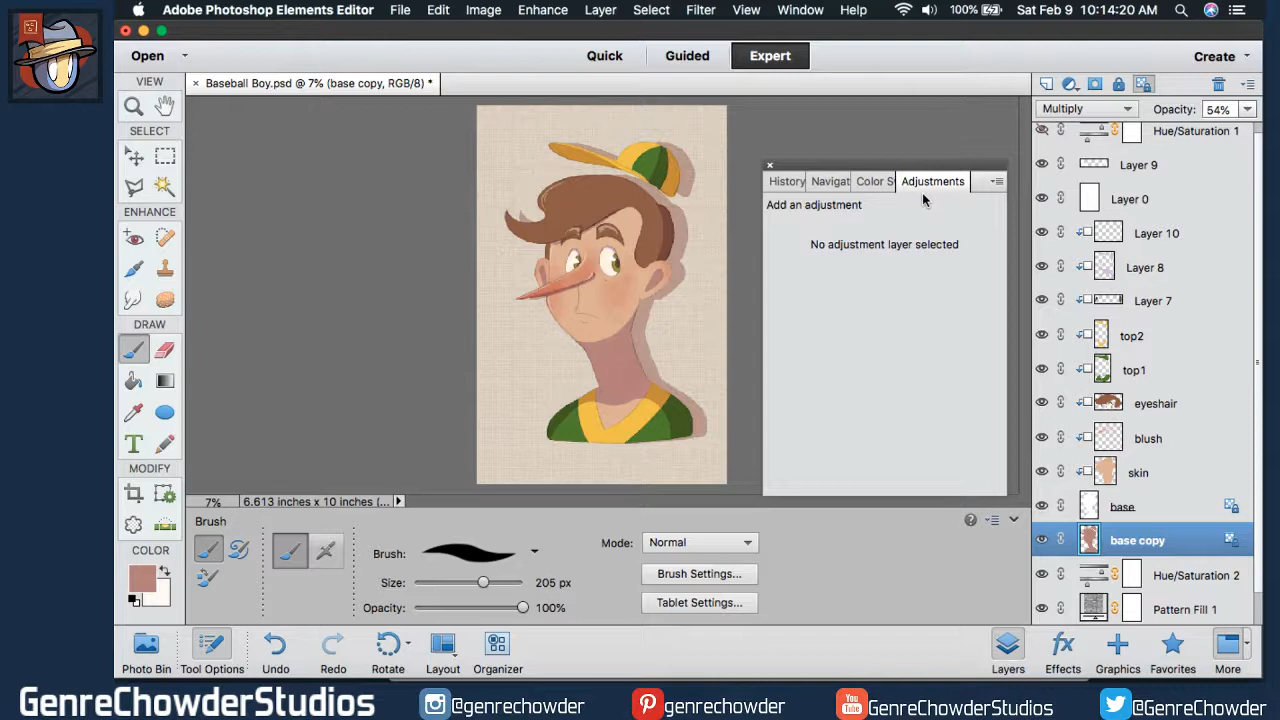 Adobe Photoshop Elements Editor File Edit Image Enhance Layer Select Filter View Window Help 100% Sat Feb 9 10:14:20 AM
Open Quick Guided Expert Create
× Baseball Boy.psd @ 7% (base copy, RGB/8) *
VIEW
SELECT
ENHANCE
DRAW
T
MODIFY
COLOR
History Navigat Color S Adjustments
Add an adjustment
No adjustment layer selected
Multiply Opacity: 54%
Hue/Saturation 1
Layer 9
Layer 0
Layer 10
Layer 8
Layer 7
top2
top1
eyeshair
blush
skin
base
base copy
Hue/Saturation 2
Pattern Fill 1
7% 6.613 inches x 10 inches (...
Brush
Brush: Mode: Normal
Size: 205 px Brush Settings...
Opacity: 100% Tablet Settings...
Photo Bin Tool Options Undo Redo Rotate Layout Organizer Layers fx Effects Graphics Favorites More
GenreChowderStudios @genrechowder genrechowder YouTube GenreChowderStudios @GenreChowder